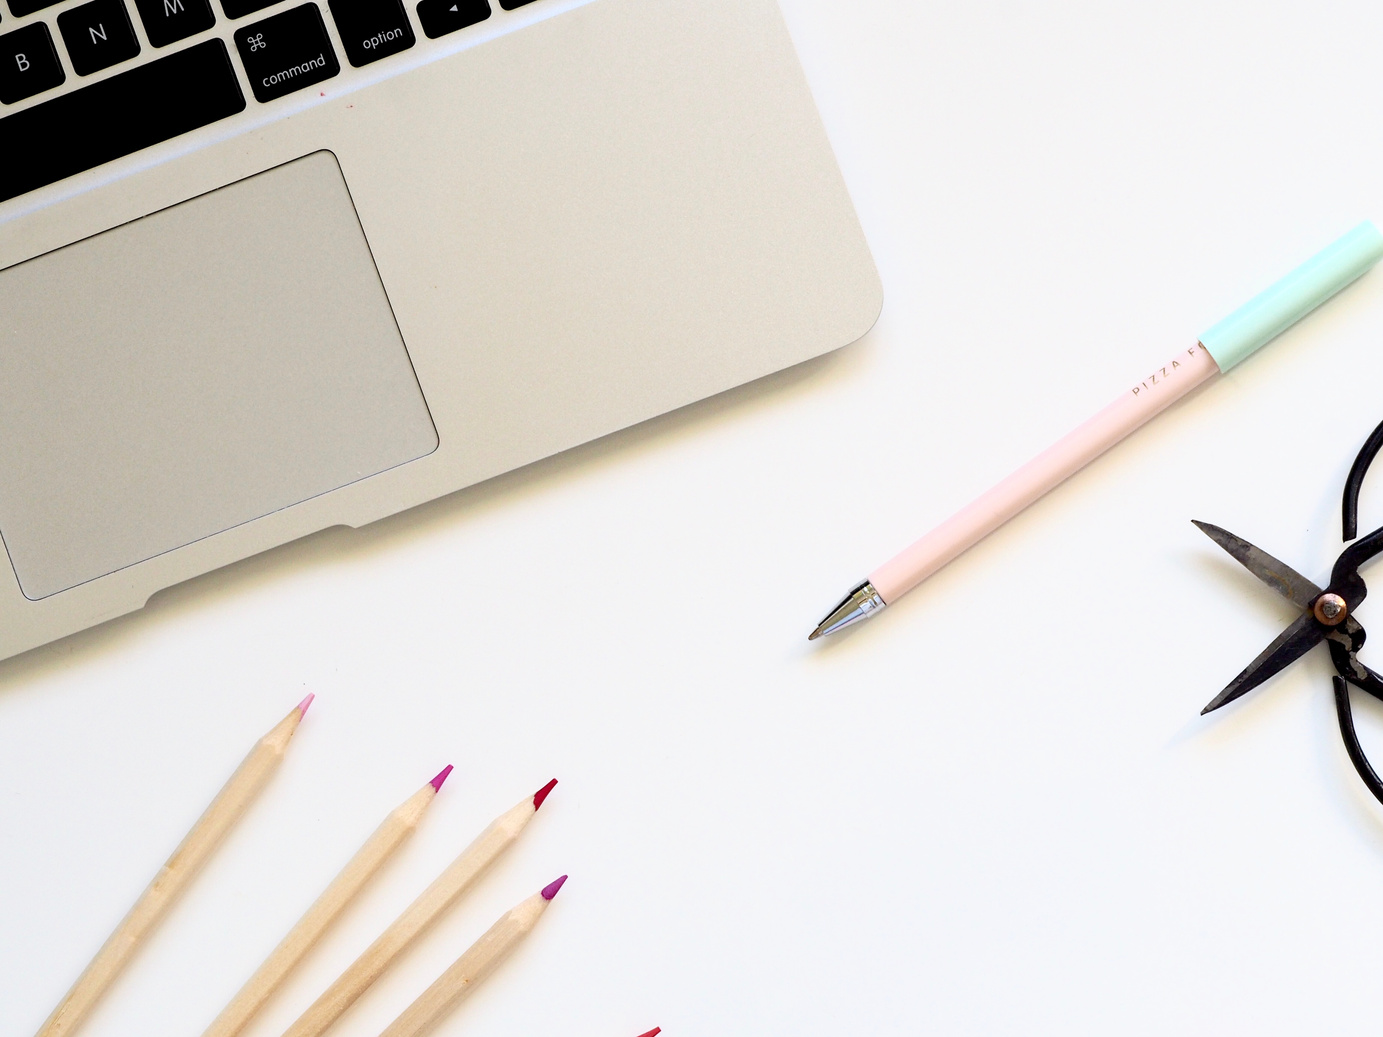 B N M ⌘ command option ◄
PIZZA F